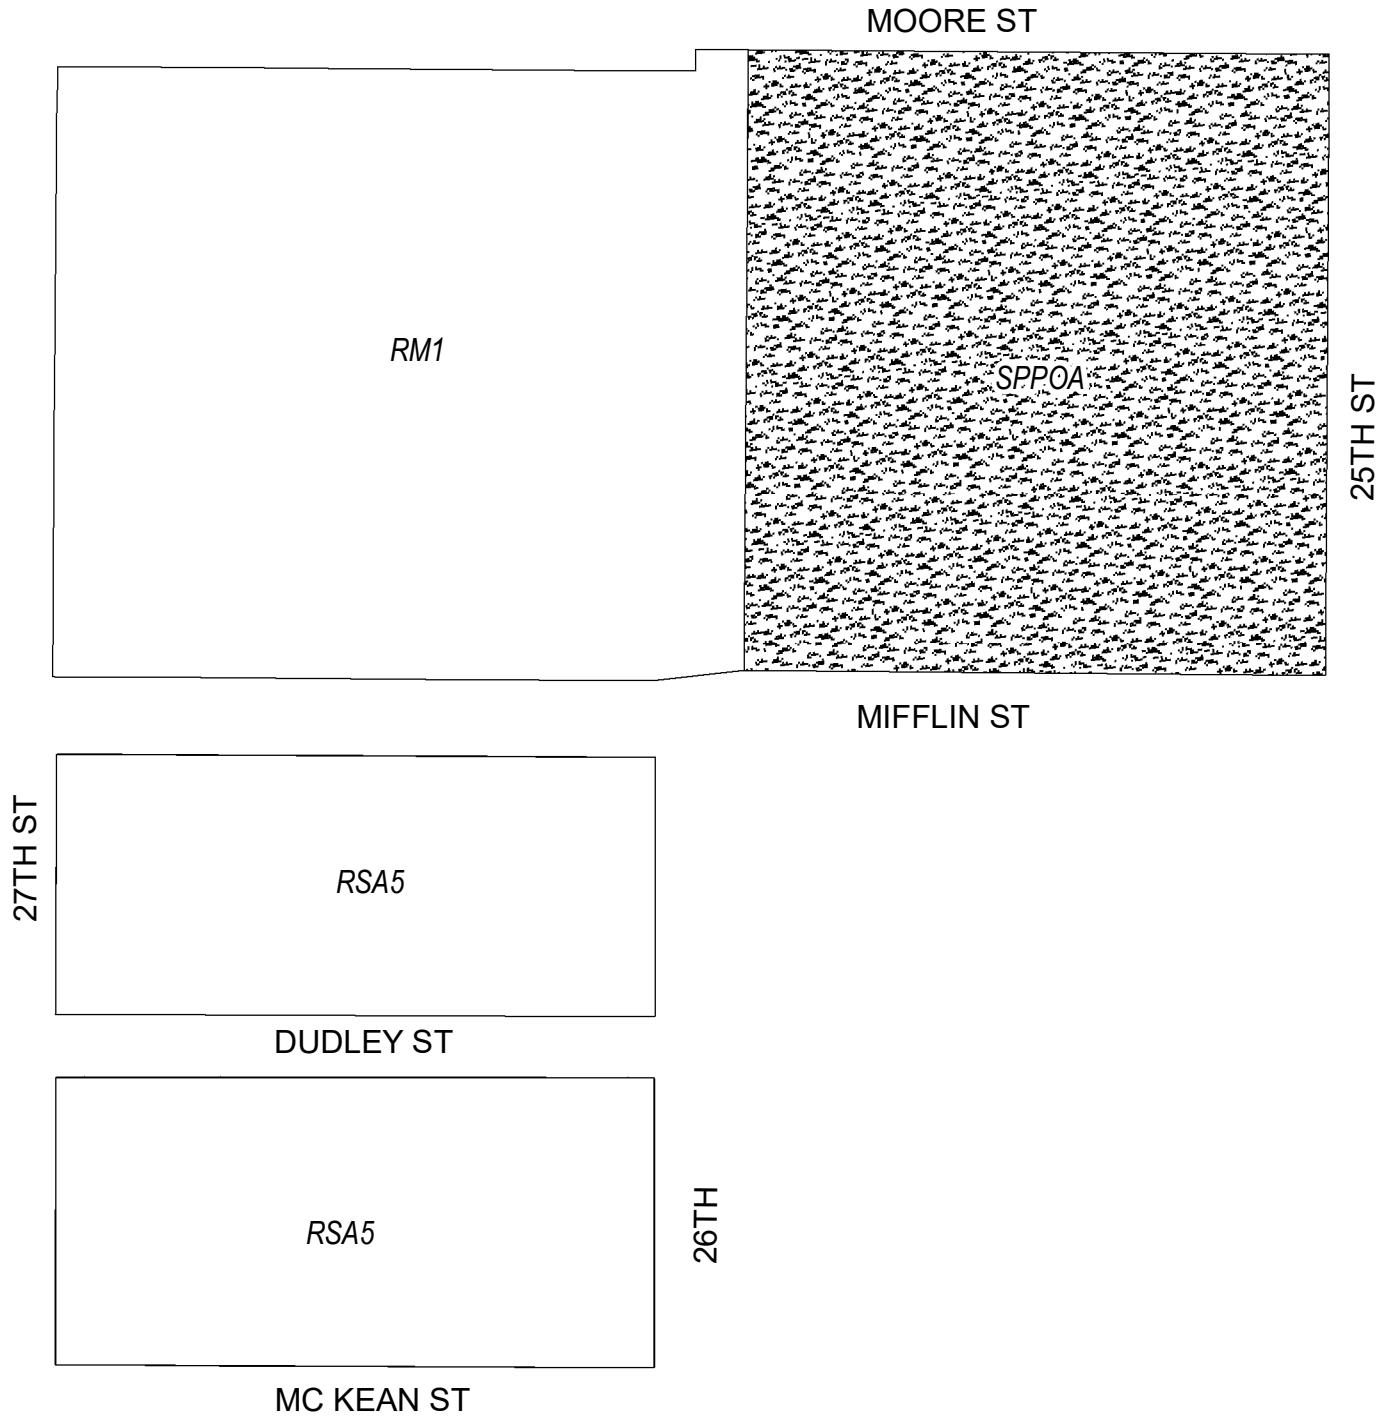 MOORE ST
RM1
SPPOA
25TH ST
MIFFLIN ST
27TH ST
RSA5
DUDLEY ST
RSA5
26TH
MC KEAN ST